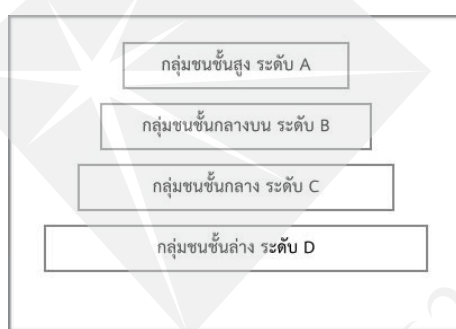 กลุ่มชนชั้นสูง ระดับ A
กลุ่มชนชั้นกลางบน ระดับ B
กลุ่มชนชั้นกลาง ระดับ C
กลุ่มชนชั้นล่าง ระดับ D